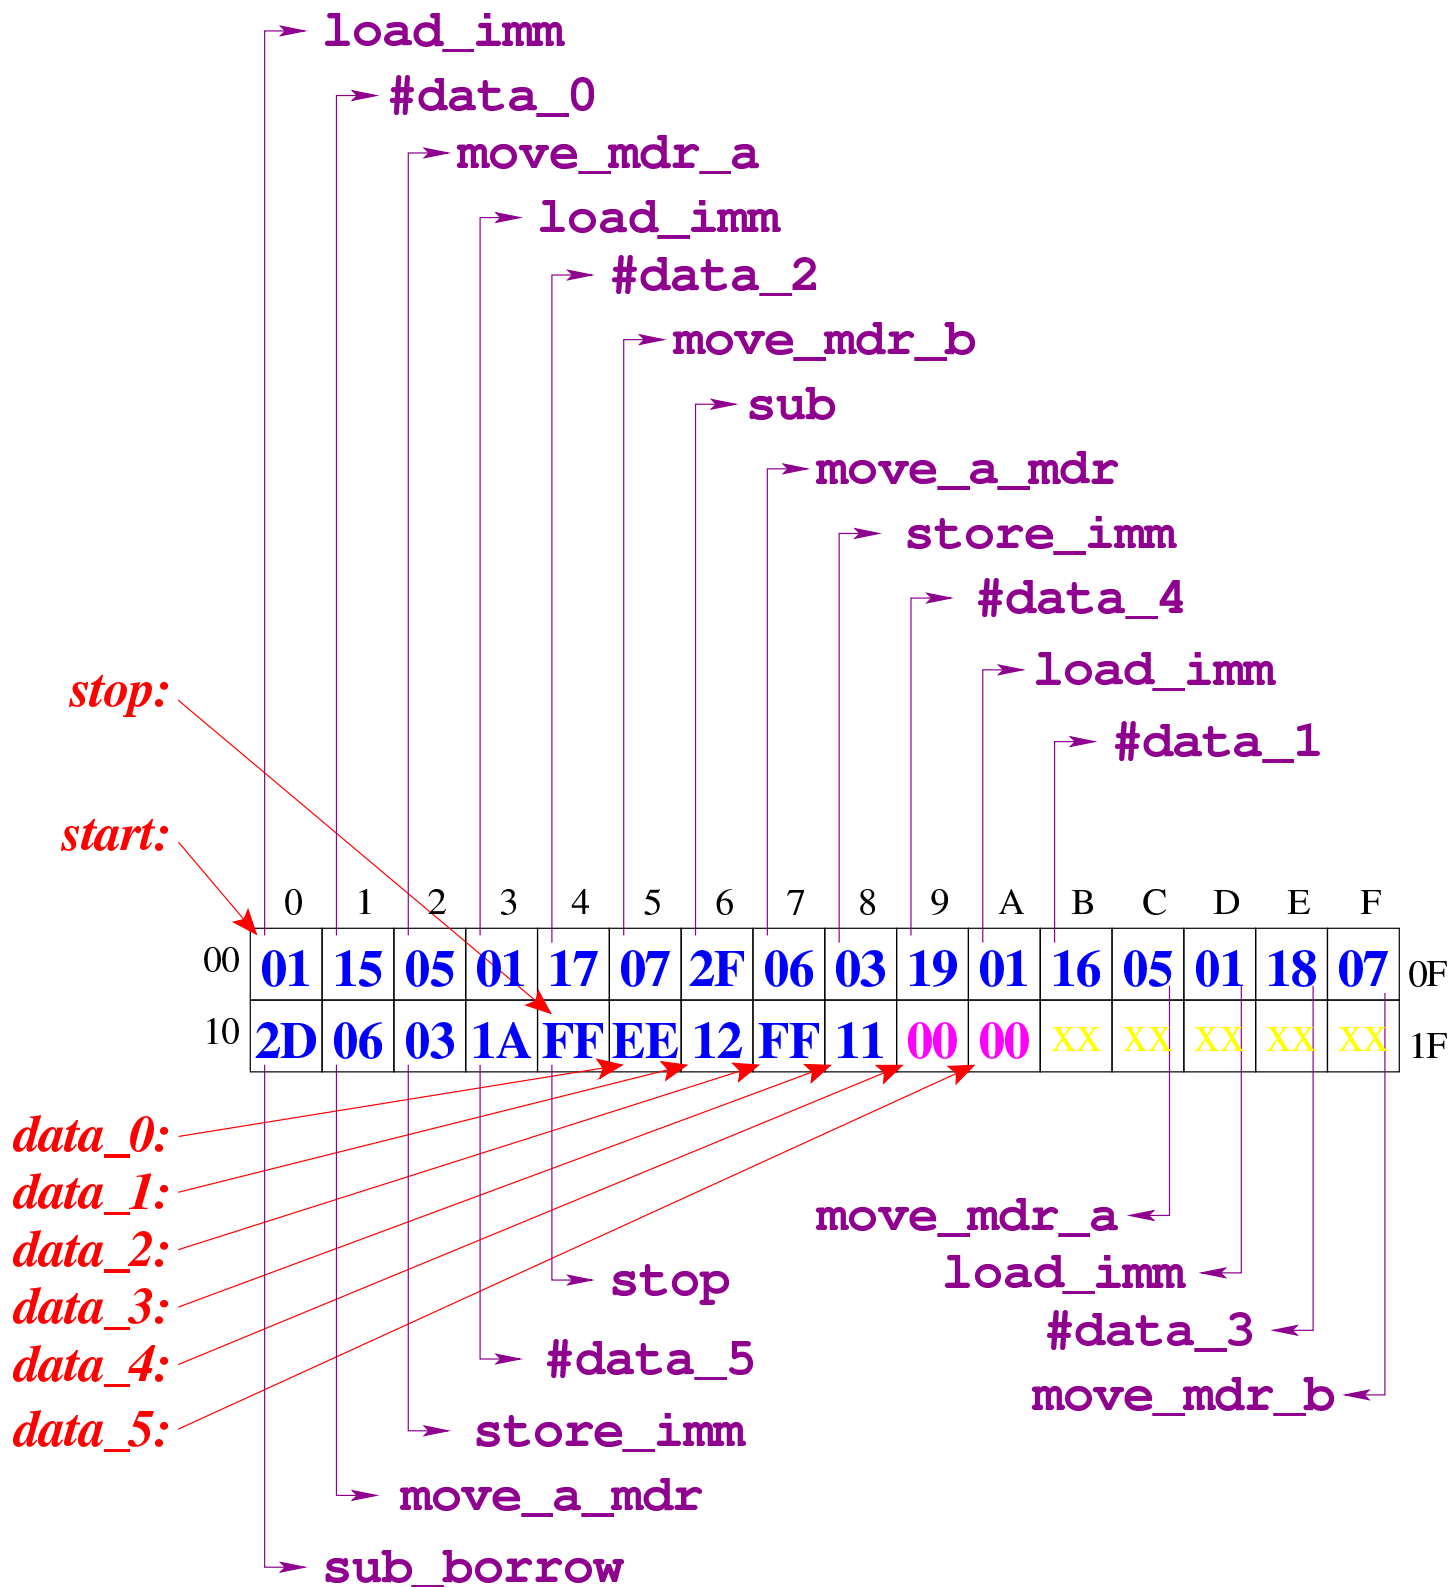 load_imm
#data_0
move_mdr_a
load_imm
#data_2
move_mdr_b
sub
move_a_mdr
store_imm
#data_4
load_imm
#data_1
stop:
start:
0 1 2 3 4 5 6 7 8 9 A B C D E F
00 01 15 05 01 17 07 2F 06 03 19 01 16 05 01 18 07 0F
10 2D 06 03 1A FF EE 12 FF 11 00 00 XX XX XX XX XX 1F
data_0:
data_1:
data_2:
data_3:
data_4:
data_5:
move_mdr_a
load_imm
#data_3
move_mdr_b
stop
#data_5
store_imm
move_a_mdr
sub_borrow